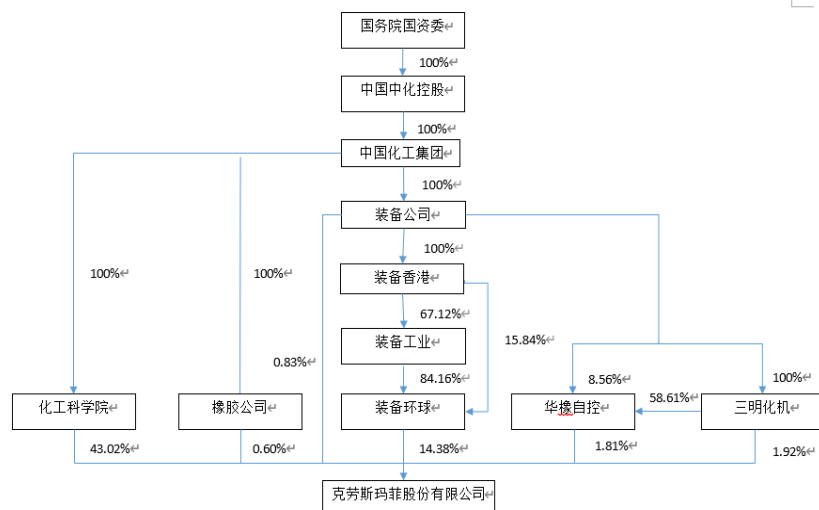 国务院国资委
100%
中国中化控股
100%
中国化工集团
100%
装备公司
100%
装备香港
100%
100%
67.12%
装备工业
15.84%
0.83%
84.16%
8.56%
100%
化工科学院
橡胶公司
装备环球
华橡自控
58.61%
三明化机
43.02%
0.60%
14.38%
1.81%
1.92%
克劳斯玛菲股份有限公司